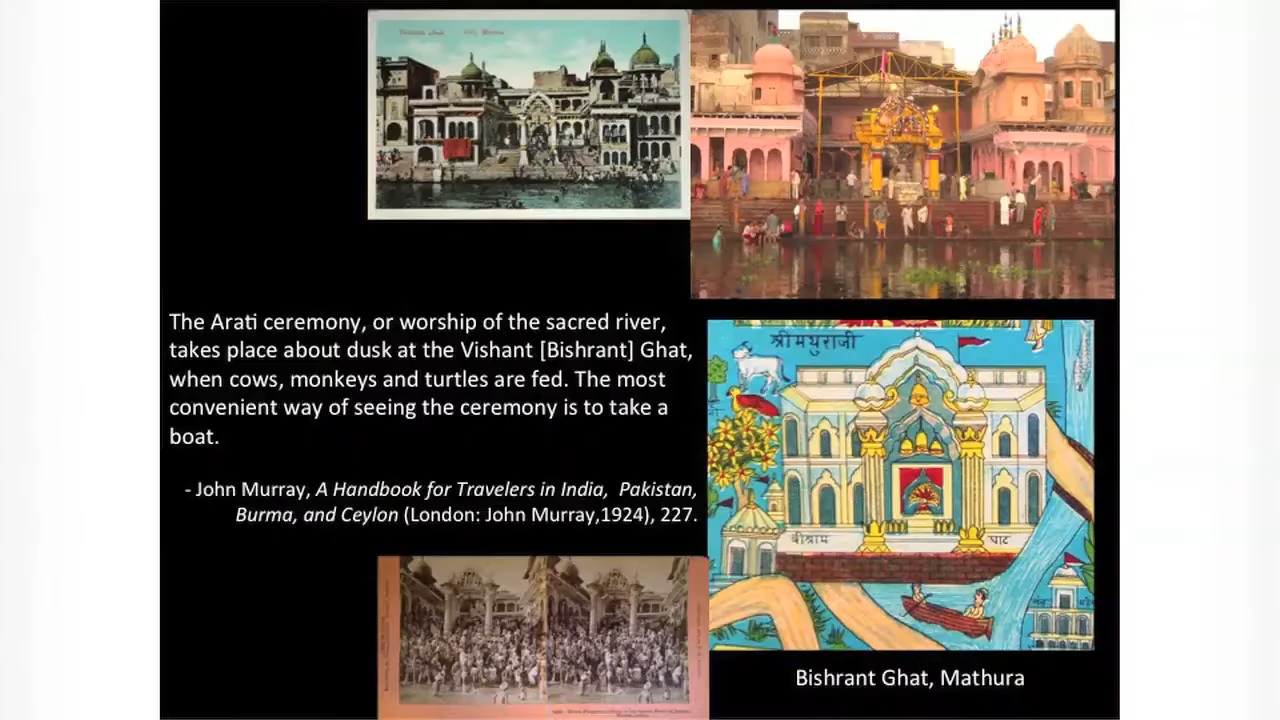 The Arati ceremony, or worship of the sacred river,
takes place about dusk at the Vishant [Bishrant] Ghat,
when cows, monkeys and turtles are fed. The most
convenient way of seeing the ceremony is to take a
boat.
- John Murray, A Handbook for Travelers in India, Pakistan,
Burma, and Ceylon (London: John Murray,1924), 227.
श्रीमथुराजी
वीश्राम
घाट
Bishrant Ghat, Mathura